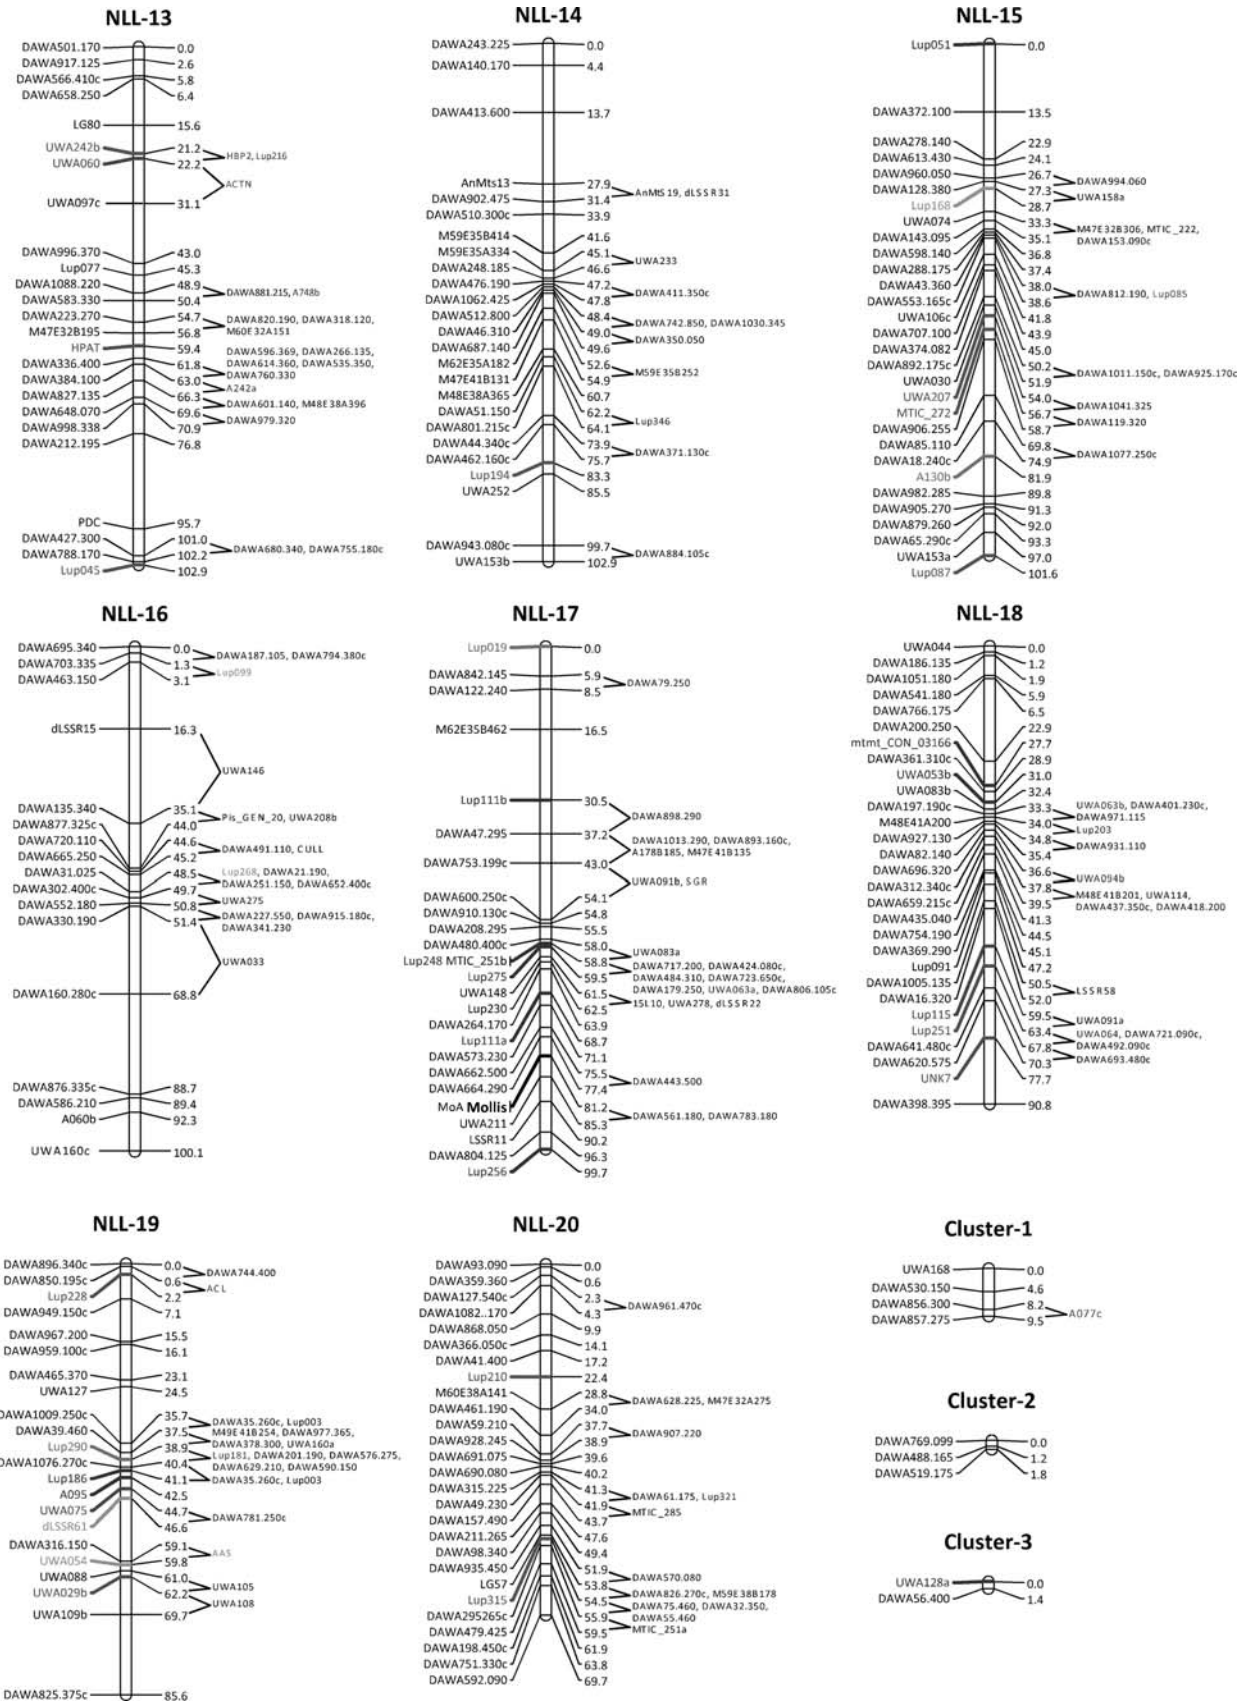 NLL-13
DAWA501.170 0.0
DAWA917.125 2.6
DAWA566.410c 5.8
DAWA658.250 6.4
LG80 15.6
UWA242b 21.2
HBP2, Lup216
UWA060 22.2
ACTN
UWA097c 31.1
DAWA996.370 43.0
Lup077 45.3
DAWA1088.220 48.9
DAWA881.215, A748b
DAWA583.330 50.4
DAWA223.270 54.7
DAWA820.190, DAWA318.120,
M60E32A151
M47E32B195 56.8
HPAT 59.4
DAWA596.369, DAWA266.135,
DAWA614.360, DAWA535.350,
DAWA760.330
DAWA336.400 61.8
DAWA384.100 63.0
A242a
DAWA827.135 66.3
DAWA601.140, M48E38A396
DAWA648.070 69.6
DAWA979.320
DAWA998.338 70.9
DAWA212.195 76.8
PDC 95.7
DAWA427.300 101.0
DAWA680.340, DAWA755.180c
DAWA788.170 102.2
Lup045 102.9
NLL-14
DAWA243.225 0.0
DAWA140.170 4.4
DAWA413.600 13.7
AnMts13 27.9
AnMtS19, dLSSR31
DAWA902.475 31.4
DAWA510.300c 33.9
M59E35B414 41.6
M59E35A334 45.1
UWA233
DAWA248.185 46.6
DAWA476.190 47.2
DAWA411.350c
DAWA1062.425 47.8
DAWA512.800 48.4
DAWA742.850, DAWA1030.345
DAWA46.310 49.0
DAWA350.050
DAWA687.140 49.6
M62E35A182 52.6
M59E35B252
M47E41B131 54.9
M48E38A365 60.7
DAWA51.150 62.2
Lup346
DAWA801.215c 64.1
DAWA44.340c 73.9
DAWA371.130c
DAWA462.160c 75.7
Lup194 83.3
UWA252 85.5
DAWA943.080c 99.7
DAWA884.105c
UWA153b 102.9
NLL-15
Lup051 0.0
DAWA372.100 13.5
DAWA278.140 22.9
DAWA613.430 24.1
DAWA960.050 26.7
DAWA994.060
DAWA128.380 27.3
UWA158a
Lup168 28.7
UWA074 33.3
M47E32B306, MTIC_222,
DAWA153.090c
DAWA143.095 35.1
DAWA598.140 36.8
DAWA288.175 37.4
DAWA43.360 38.0
DAWA812.190, Lup085
DAWA553.165c 38.6
UWA106c 41.8
DAWA707.100 43.9
DAWA374.082 45.0
DAWA892.175c 50.2
DAWA1011.150c, DAWA925.170c
UWA030 51.9
UWA207 54.0
DAWA1041.325
MTIC_272 56.7
DAWA119.320
DAWA906.255 58.7
DAWA85.110 69.8
DAWA1077.250c
DAWA18.240c 74.9
A130b 81.9
DAWA982.285 89.8
DAWA905.270 91.3
DAWA879.260 92.0
DAWA65.290c 93.3
UWA153a 97.0
Lup087 101.6
NLL-16
DAWA695.340 0.0
DAWA187.105, DAWA794.380c
DAWA703.335 1.3
Lup099
DAWA463.150 3.1
dLSSR15 16.3
UWA146
DAWA135.340 35.1
Pis_GEN_20, UWA208b
DAWA877.325c 44.0
DAWA720.110 44.6
DAWA491.110, CULL
DAWA665.250 45.2
DAWA31.025 48.5
Lup268, DAWA21.190,
DAWA251.150, DAWA652.400c
DAWA302.400c 49.7
UWA275
DAWA552.180 50.8
DAWA227.550, DAWA915.180c,
DAWA341.230
DAWA330.190 51.4
UWA033
DAWA160.280c 68.8
DAWA876.335c 88.7
DAWA586.210 89.4
A060b 92.3
UWA160c 100.1
NLL-17
Lup019 0.0
DAWA842.145 5.9
DAWA79.250
DAWA122.240 8.5
M62E35B462 16.5
Lup111b 30.5
DAWA898.290
DAWA47.295 37.2
DAWA1013.290, DAWA893.160c,
A178B185, M47E41B135
DAWA753.199c 43.0
UWA091b, SGR
DAWA600.250c 54.1
DAWA910.130c 54.8
DAWA208.295 55.5
DAWA480.400c 58.0
UWA083a
Lup248 MTIC_251b 58.8
DAWA717.200, DAWA424.080c,
DAWA484.310, DAWA723.650c,
DAWA179.250, UWA063a, DAWA806.105c
Lup275 59.5
UWA148 61.5
15L10, UWA278, dLSSR22
Lup230 62.5
DAWA264.170 63.9
Lup111a 68.7
DAWA573.230 71.1
DAWA662.500 75.5
DAWA443.500
DAWA664.290 77.4
MoA Mollis 81.2
DAWA561.180, DAWA783.180
UWA211 85.3
LSSR11 90.2
DAWA804.125 96.3
Lup256 99.7
NLL-18
UWA044 0.0
DAWA186.135 1.2
DAWA1051.180 1.9
DAWA541.180 5.9
DAWA766.175 6.5
DAWA200.250 22.9
mtmt_CON_03166 27.7
DAWA361.310c 28.9
UWA053b 31.0
UWA083b 32.4
DAWA197.190c 33.3
UWA063b, DAWA401.230c,
DAWA971.115
M48E41A200 34.0
Lup203
DAWA927.130 34.8
DAWA931.110
DAWA82.140 35.4
DAWA696.320 36.6
UWA094b
DAWA312.340c 37.8
M48E41B201, UWA114,
DAWA437.350c, DAWA418.200
DAWA659.215c 39.5
DAWA435.040 41.3
DAWA754.190 44.5
DAWA369.290 45.1
Lup091 47.2
DAWA1005.135 50.5
LSSR58
DAWA16.320 52.0
Lup115 59.5
UWA091a
Lup251 63.4
UWA064, DAWA721.090c,
DAWA492.090c
DAWA641.480c 67.8
DAWA693.480c
DAWA620.575 70.3
UNK7 77.7
DAWA398.395 90.8
NLL-19
DAWA896.340c 0.0
DAWA744.400
DAWA850.195c 0.6
ACL
Lup228 2.2
DAWA949.150c 7.1
DAWA967.200 15.5
DAWA959.100c 16.1
DAWA465.370 23.1
UWA127 24.5
DAWA1009.250c 35.7
DAWA35.260c, Lup003
DAWA39.460 37.5
M49E41B254, DAWA977.365,
DAWA378.300, UWA160a
Lup290 38.9
Lup181, DAWA201.190, DAWA576.275,
DAWA629.210, DAWA590.150
DAWA1076.270c 40.4
DAWA35.260c, Lup003
Lup186 41.1
A095 42.5
UWA075 44.7
DAWA781.250c
dLSSR61 46.6
DAWA316.150 59.1
AAS
UWA054 59.8
UWA088 61.0
UWA105
UWA029b 62.2
UWA108
UWA109b 69.7
DAWA825.375c 85.6
NLL-20
DAWA93.090 0.0
DAWA359.360 0.6
DAWA127.540c 2.3
DAWA961.470c
DAWA1082..170 4.3
DAWA868.050 9.9
DAWA366.050c 14.1
DAWA41.400 17.2
Lup210 22.4
M60E38A141 28.8
DAWA628.225, M47E32A275
DAWA461.190 34.0
DAWA59.210 37.7
DAWA907.220
DAWA928.245 38.9
DAWA691.075 39.6
DAWA690.080 40.2
DAWA315.225 41.3
DAWA61.175, Lup321
DAWA49.230 41.9
MTIC_285
DAWA157.490 43.7
DAWA211.265 47.6
DAWA98.340 49.4
DAWA935.450 51.9
DAWA570.080
LG57 53.8
DAWA826.270c, M59E38B178
Lup315 54.5
DAWA75.460, DAWA32.350,
DAWA55.460
DAWA295265c 55.9
MTIC_251a
DAWA479.425 59.5
DAWA198.450c 61.9
DAWA751.330c 63.8
DAWA592.090 69.7
Cluster-1
UWA168 0.0
DAWA530.150 4.6
DAWA856.300 8.2
A077c
DAWA857.275 9.5
Cluster-2
DAWA769.099 0.0
DAWA488.165 1.2
DAWA519.175 1.8
Cluster-3
UWA128a 0.0
DAWA56.400 1.4